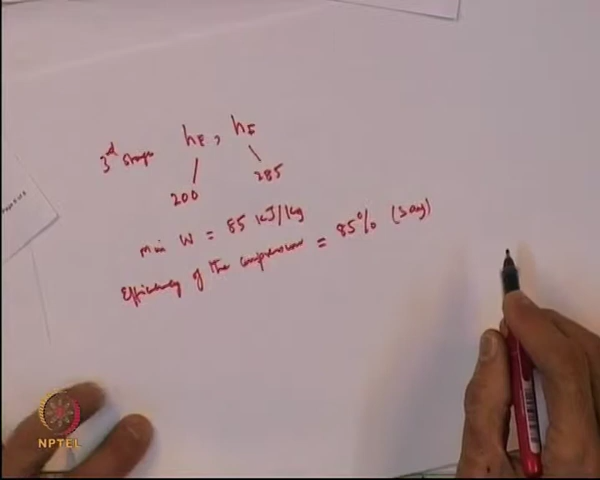 3rd stage hE, hF
200 285
min W = 85 kJ/kg
Efficiency of the compressor = 85% (say)
NPTEL